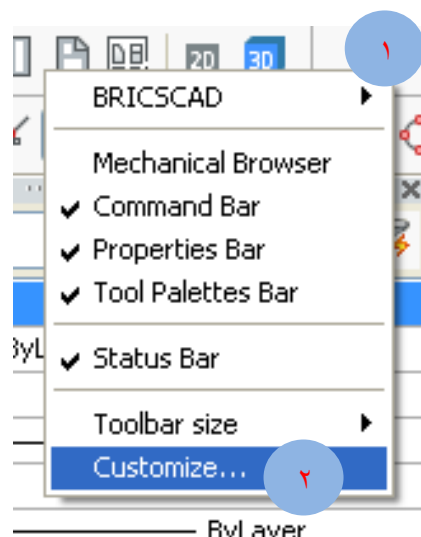 2D 3D ١
BRICSCAD
Mechanical Browser
Command Bar
Properties Bar
Tool Palettes Bar
ByL
Status Bar
Toolbar size
Customize... ٢
ByLayer